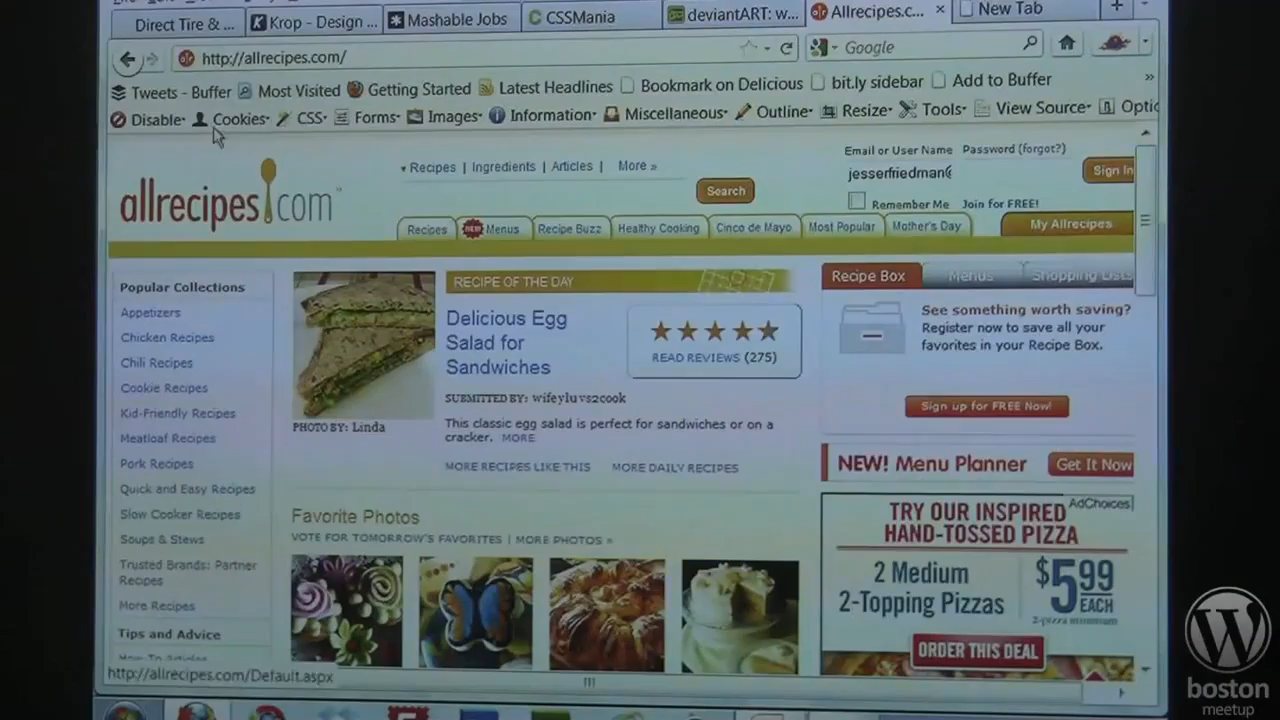 Direct Tire & ...
Krop - Design ...
Mashable Jobs
CSSMania
deviantART: w...
Allrecipes.c...
New Tab
http://allrecipes.com/
Google
Tweets - Buffer
Most Visited
Getting Started
Latest Headlines
Bookmark on Delicious
bit.ly sidebar
Add to Buffer
Disable
Cookies
CSS
Forms
Images
Information
Miscellaneous
Outline
Resize
Tools
View Source
Optio
allrecipes.com
Recipes | Ingredients | Articles | More »
Email or User Name Password (forgot?)
jesserfriedman
Sign In
Search
Remember Me Join for FREE!
Recipes
NEW Menus
Recipe Buzz
Healthy Cooking
Cinco de Mayo
Most Popular
Mother's Day
My Allrecipes
Popular Collections
Appetizers
Chicken Recipes
Chili Recipes
Cookie Recipes
Kid-Friendly Recipes
Meatloaf Recipes
Pork Recipes
Quick and Easy Recipes
Slow Cooker Recipes
Soups & Stews
Trusted Brands: Partner
Recipes
More Recipes
Tips and Advice
How To Articles
PHOTO BY: Linda
RECIPE OF THE DAY
Delicious Egg
Salad for
Sandwiches
READ REVIEWS (275)
SUBMITTED BY: wifeyluvs2cook
This classic egg salad is perfect for sandwiches or on a
cracker. MORE
MORE RECIPES LIKE THIS MORE DAILY RECIPES
Favorite Photos
VOTE FOR TOMORROW'S FAVORITES | MORE PHOTOS »
Recipe Box
Menus
Shopping Lists
See something worth saving?
Register now to save all your
favorites in your Recipe Box.
Sign up for FREE Now!
NEW! Menu Planner
Get It Now
AdChoices
TRY OUR INSPIRED
HAND-TOSSED PIZZA
2 Medium
2-Topping Pizzas
$5.99
EACH
2-pizza minimum
ORDER THIS DEAL
http://allrecipes.com/Default.aspx
W
boston
meetup